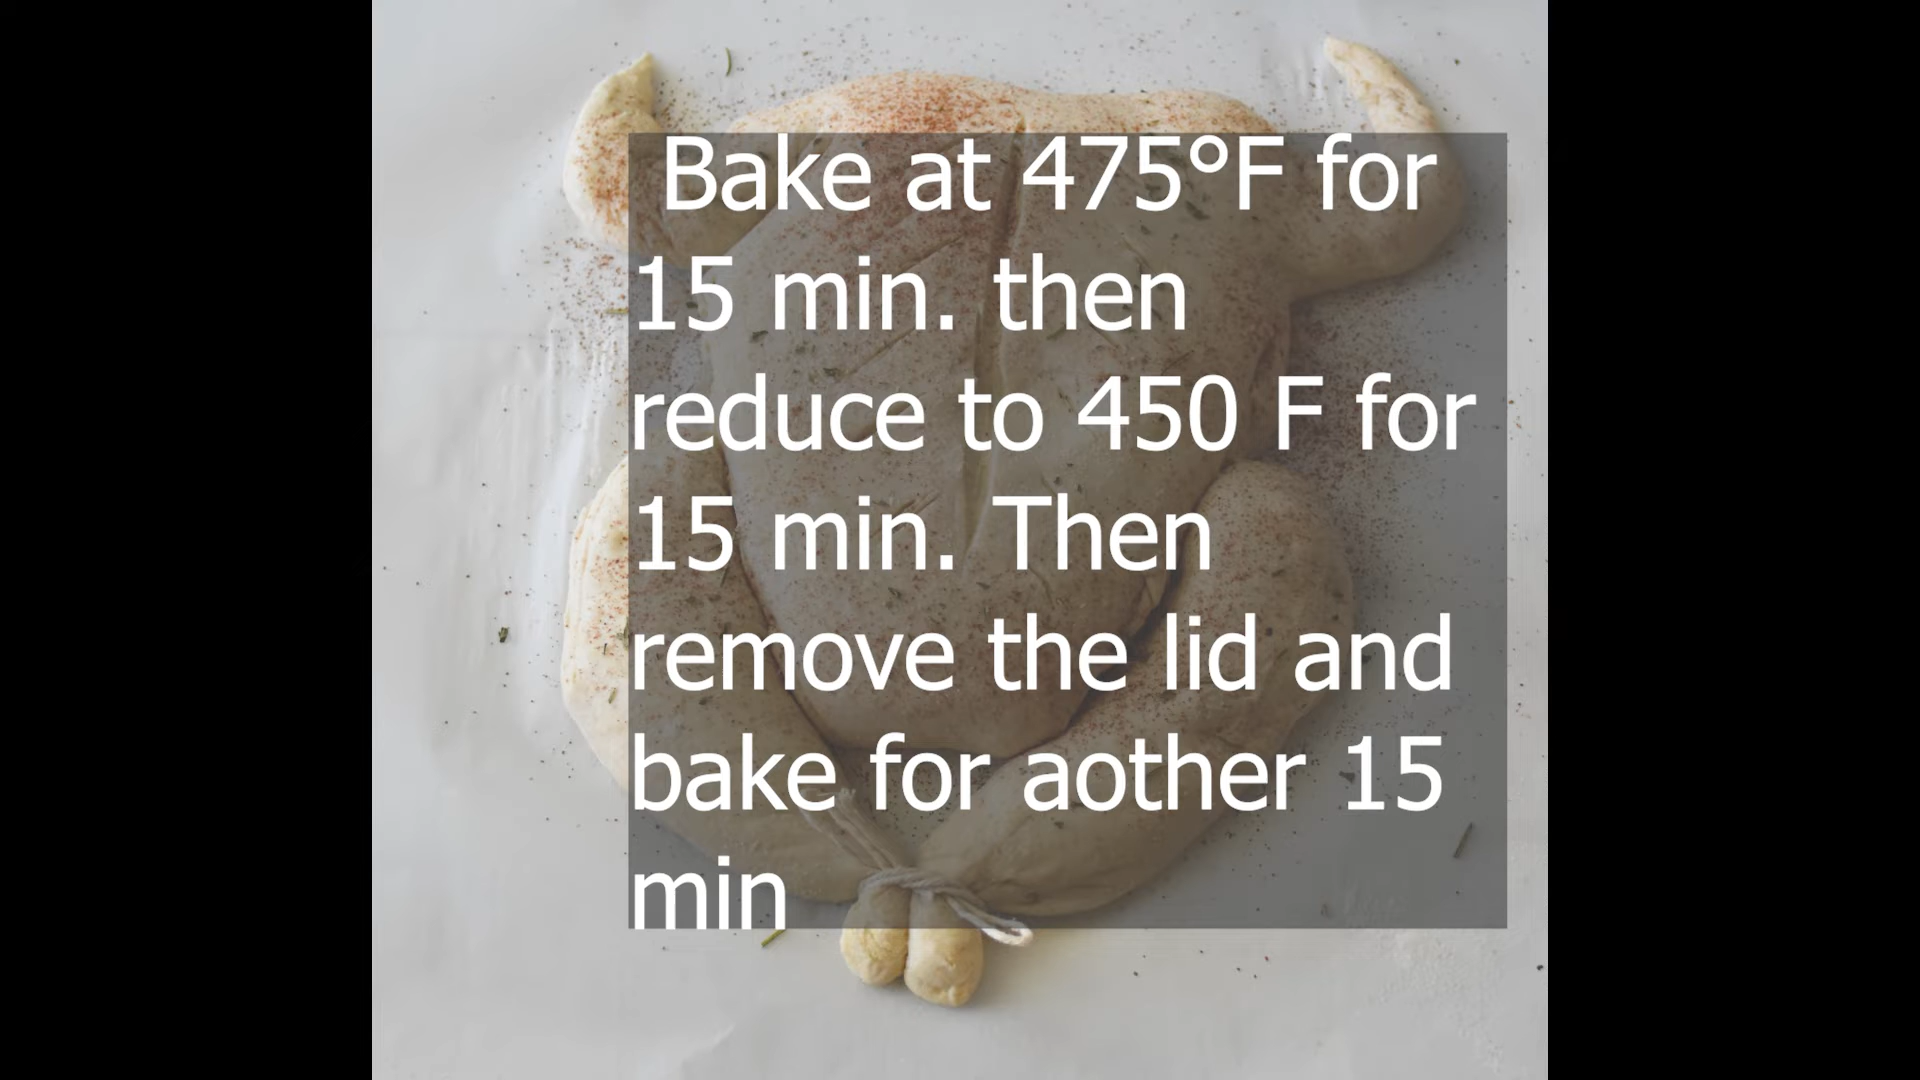 Bake at 475°F for
15 min. then
reduce to 450 F for
15 min. Then
remove the lid and
bake for aother 15
min